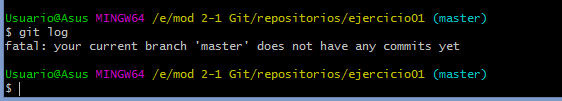 Usuario@Asus MINGW64 /e/mod 2-1 Git/repositorios/ejercicio01 (master)
$ git log
fatal: your current branch 'master' does not have any commits yet
Usuario@Asus MINGW64 /e/mod 2-1 Git/repositorios/ejercicio01 (master)
$